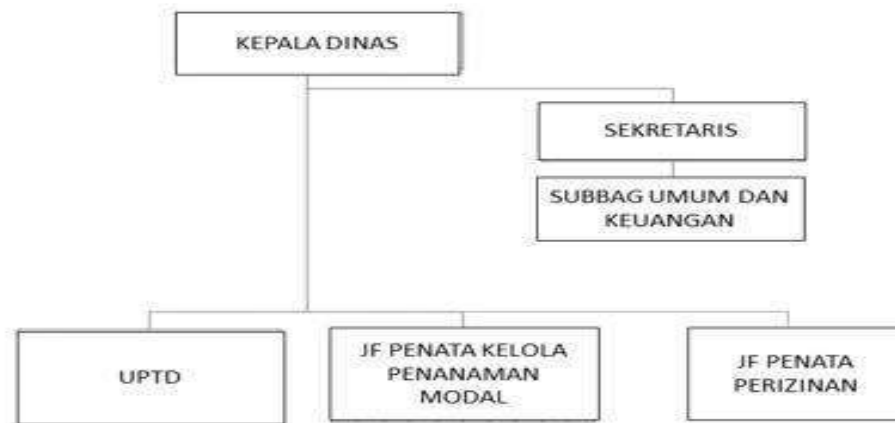 KEPALA DINAS
SEKRETARIS
SUBBAG UMUM DAN
KEUANGAN
UPTD
JF PENATA KELOLA
PENANAMAN
MODAL
JF PENATA
PERIZINAN